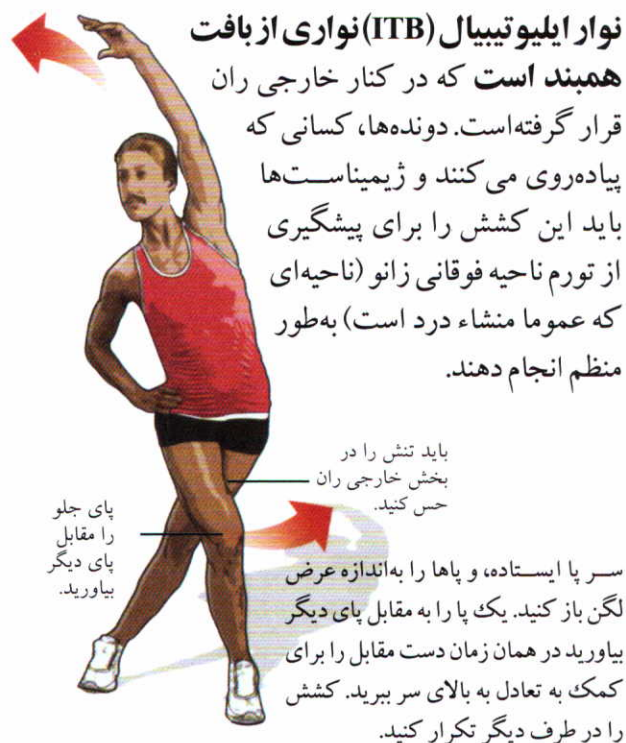 نوار ایلیوتیبیال (ITB) نواری از بافت
همبند است که در کنار خارجی ران
قرار گرفته‌است. دونده‌ها، کسانی که
پیاده‌روی می‌کنند و ژیمیناست‌ها
باید این کشش را برای پیشگیری
از تورم ناحیه فوقانی زانو (ناحیه‌ای
که عموما منشاء درد است) به‌طور
منظم انجام دهند.
باید تنش را در
بخش خارجی ران
حس کنید.
پای جلو
را مقابل
پای دیگر
بیاورید.
سر پا ایستاده، و پاها را به‌اندازه عرض
لگن باز کنید. یک پا را به مقابل پای دیگر
بیاورید در همان زمان دست مقابل را برای
کمک به تعادل به بالای سر ببرید. کشش
را در طرف دیگر تکرار کنید.